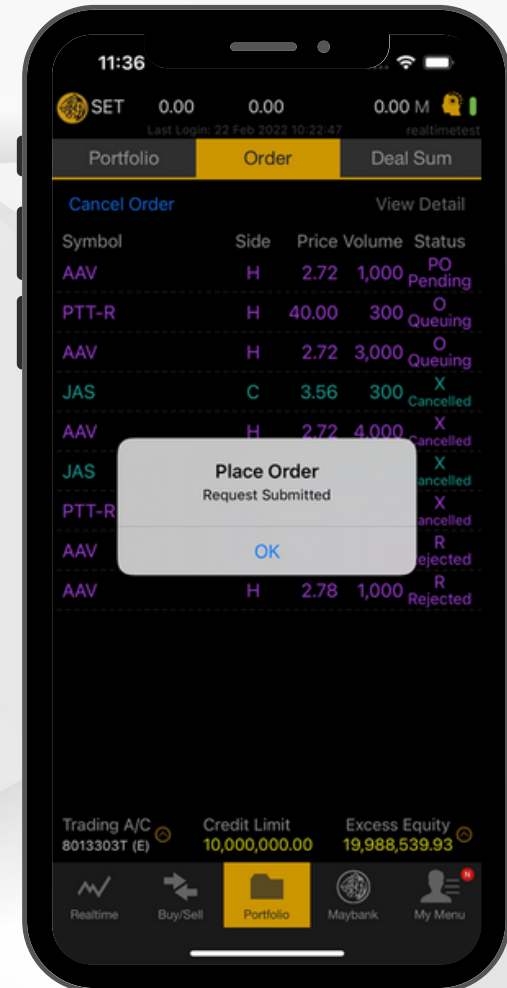 11:36
SET 0.00 0.00 0.00 M
Last Login: 22 Feb 2022 10:22:47 realtimetest
Portfolio Order Deal Sum
Cancel Order View Detail
Symbol Side Price Volume Status
AAV H 2.72 1,000 PO Pending
PTT-R H 40.00 300 O Queuing
AAV H 2.72 3,000 O Queuing
JAS C 3.56 300 X Cancelled
AAV H 2.72 4,000 X Cancelled
JAS X ancelled
PTT-R X ancelled
AAV R ejected
AAV H 2.78 1,000 R Rejected
Place Order
Request Submitted
OK
Trading A/C Credit Limit Excess Equity
8013303T (E) 10,000,000.00 19,988,539.93
N
Realtime Buy/Sell Portfolio Maybank My Menu